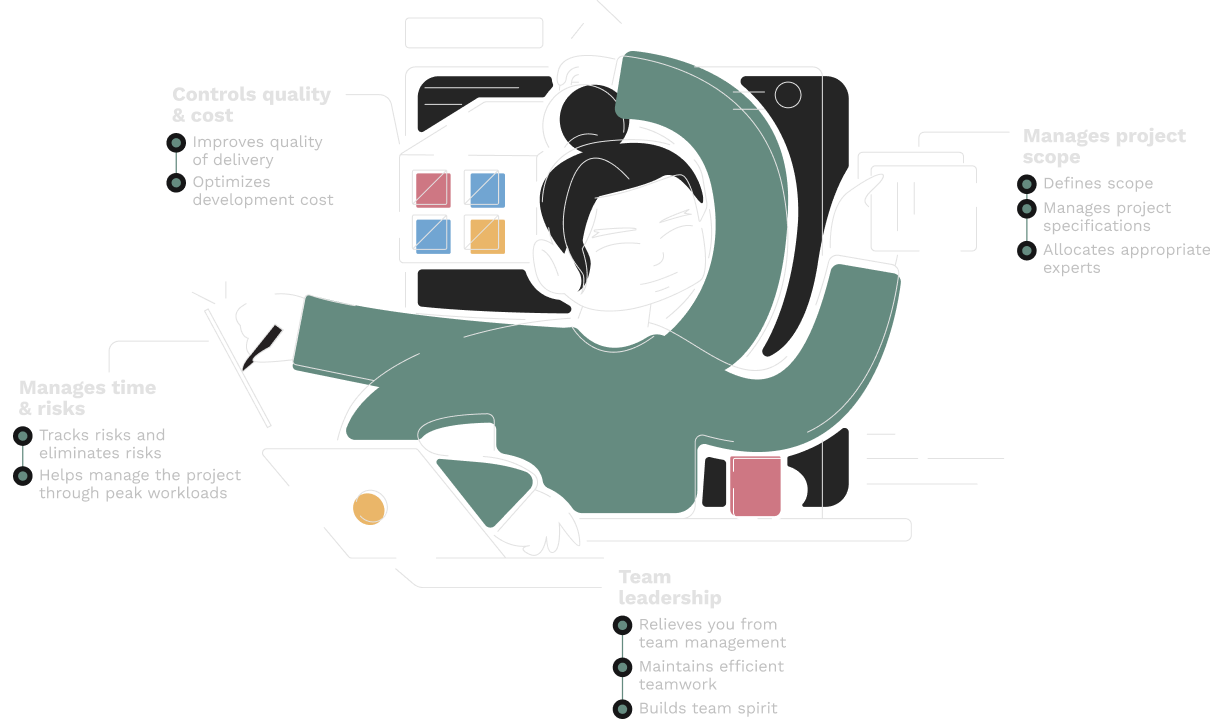 Controls quality
& cost
Improves quality
of delivery
Optimizes
development cost
Manages project
scope
Defines scope
Manages project
specifications
Allocates appropriate
experts
Manages time
& risks
Tracks risks and
eliminates risks
Helps manage the project
through peak workloads
Team
leadership
Relieves you from
team management
Maintains efficient
teamwork
Builds team spirit